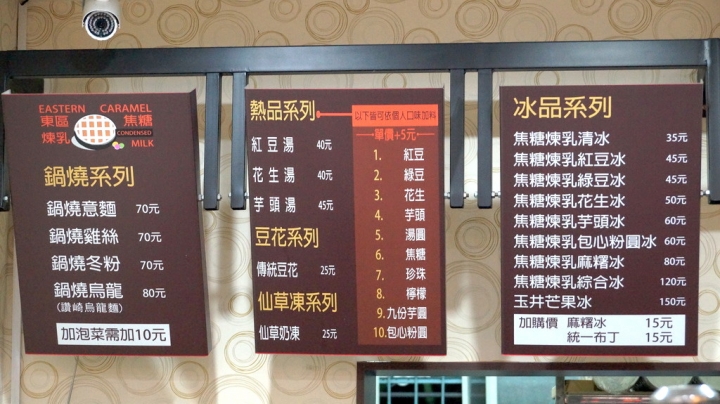 EASTERN CARAMEL
東區 焦糖
煉乳 CONDENSED
MILK
鍋燒系列
鍋燒意麵 70元
鍋燒雞絲 70元
鍋燒冬粉 70元
鍋燒烏龍 80元
(讚崎烏龍麵)
加泡菜需加10元
熱品系列
紅豆湯 40元
花生湯 40元
芋頭湯 45元
豆花系列
傳統豆花 25元
仙草凍系列
仙草奶凍 25元
以下皆可依個人口味加料
單價+5元
1. 紅豆
2. 綠豆
3. 花生
4. 芋頭
5. 湯圓
6. 焦糖
7. 珍珠
8. 檸檬
9. 九份芋圓
10. 包心粉圓
冰品系列
焦糖煉乳清冰 35元
焦糖煉乳紅豆冰 45元
焦糖煉乳綠豆冰 45元
焦糖煉乳花生冰 50元
焦糖煉乳芋頭冰 60元
焦糖煉乳包心粉圓冰 60元
焦糖煉乳麻糬冰 80元
焦糖煉乳綜合冰 120元
玉井芒果冰 150元
加購價 麻糬冰 15元
統一布丁 15元